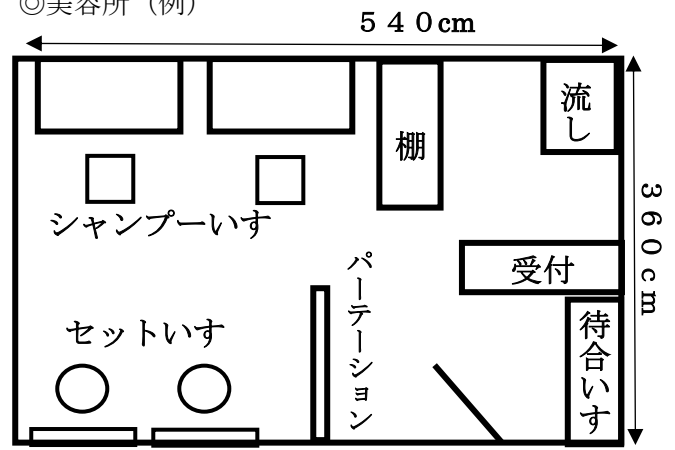 ◎美容所（例）
５４０cm
流し
棚
３６０ｃｍ
シャンプーいす
受付
パーテーション
待合いす
セットいす